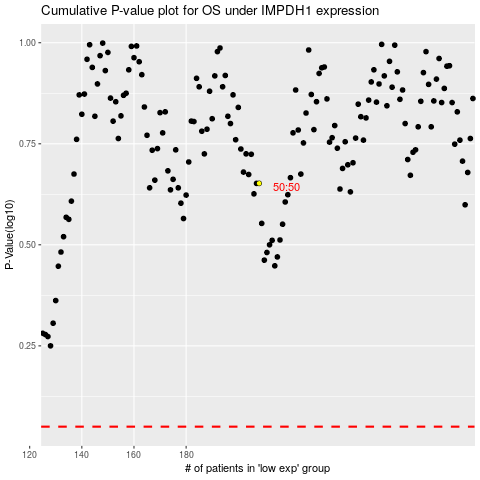 Cumulative P-value plot for OS under IMPDH1 expression
P-Value(log10)
1.00
0.75
0.50
0.25
50:50
120 140 160 180
# of patients in 'low exp' group